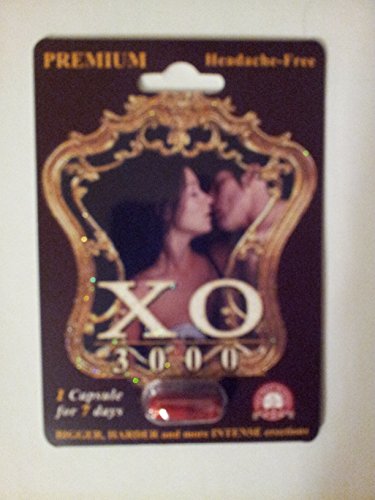 PREMIUM Headache-Free
XO
3000
1 Capsule
for 7 days
BIGGER, HARDER and more INTENSE erections